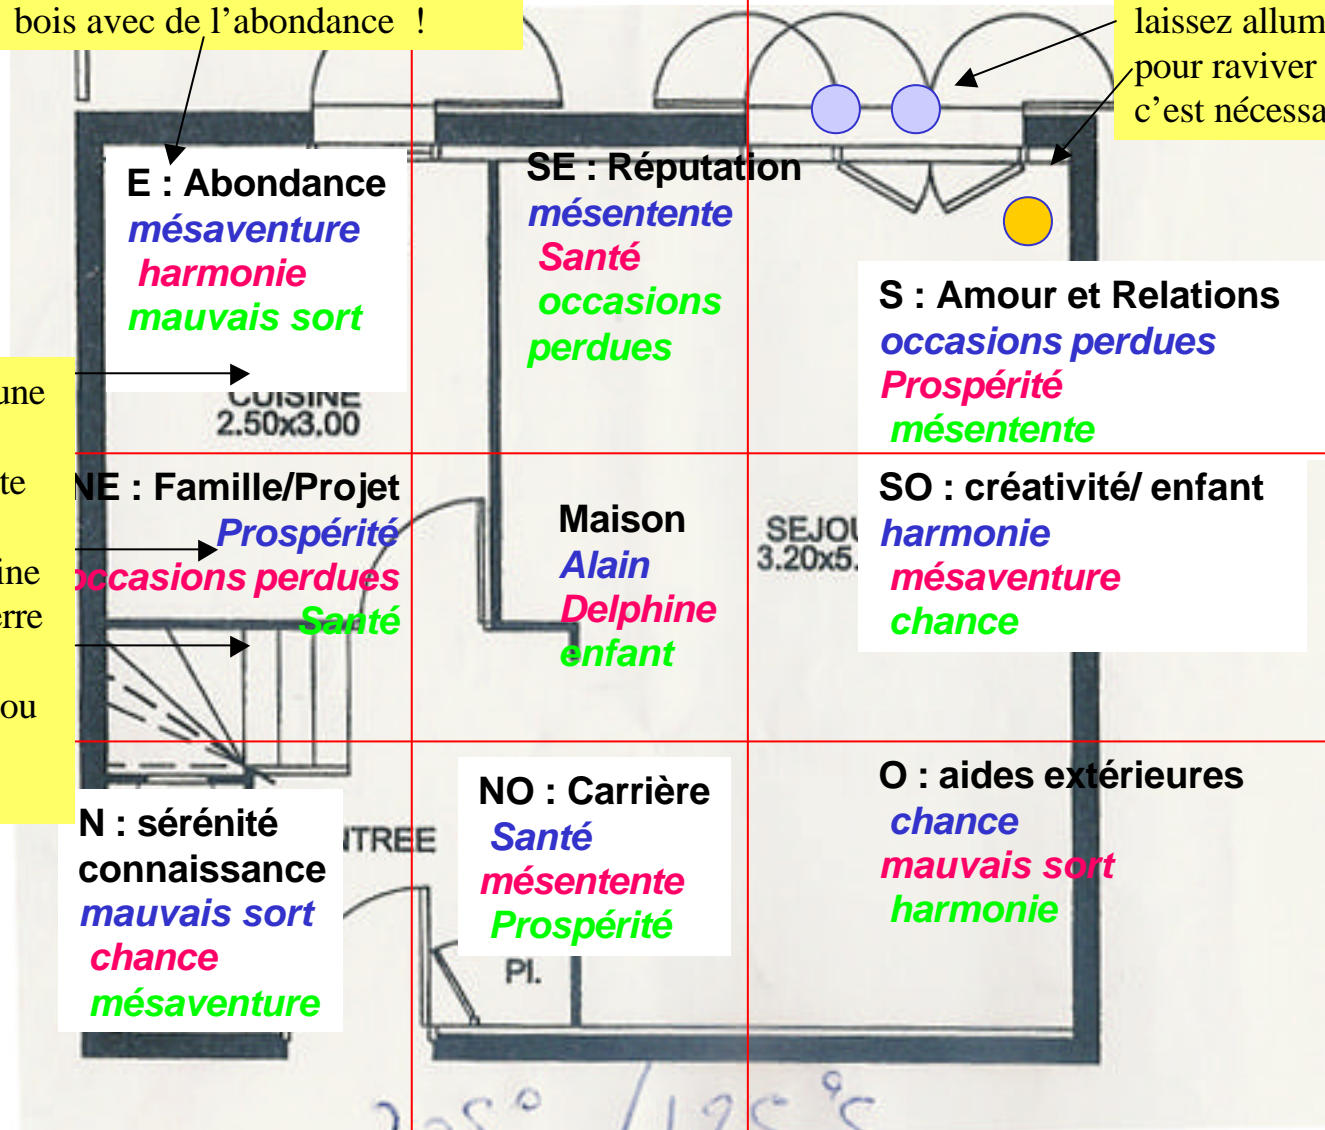 bois avec de l’abondance !
laissez allum
pour raviver
c’est nécessa
E : Abondance
mésaventure
harmonie
mauvais sort
SE : Réputation
mésentente
Santé
occasions
perdues
S : Amour et Relations
occasions perdues
Prospérité
mésentente
CUISINE
2.50x3.00
une
te
ine
erre
ou
NE : Famille/Projet
Prospérité
occasions perdues
Santé
Maison
Alain
Delphine
enfant
SEJOU
3.20x5.
SO : créativité/ enfant
harmonie
mésaventure
chance
N : sérénité
connaissance
mauvais sort
chance
mésaventure
NTREE
NO : Carrière
Santé
mésentente
Prospérité
Pl.
O : aides extérieures
chance
mauvais sort
harmonie